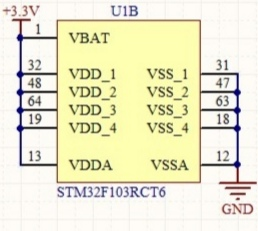 +3.3V
U1B
1 VBAT
32 VDD_1 VSS_1 31
48 VDD_2 VSS_2 47
64 VDD_3 VSS_3 63
19 VDD_4 VSS_4 18
13 VDDA VSSA 12
STM32F103RCT6
GND